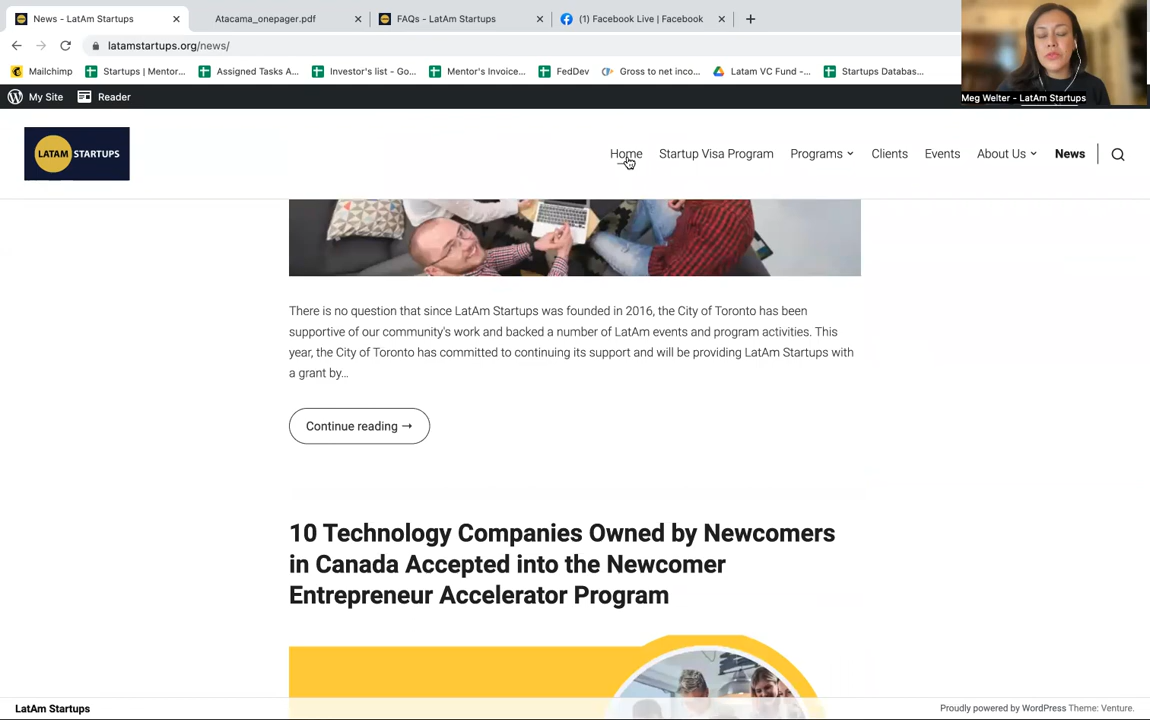 News - LatAm Startups
Atacama_onepager.pdf
FAQs - LatAm Startups
(1) Facebook Live | Facebook
latamstartups.org/news/
Mailchimp
Startups | Mentor...
Assigned Tasks A...
Investor's list - Go...
Mentor's Invoice...
FedDev
Gross to net inco...
Latam VC Fund -...
Startups Databas...
Meg Welter - LatAm Startups
My Site
Reader
LATAM STARTUPS
Home
Startup Visa Program
Programs
Clients
Events
About Us
News
There is no question that since LatAm Startups was founded in 2016, the City of Toronto has been
supportive of our community's work and backed a number of LatAm events and program activities. This
year, the City of Toronto has committed to continuing its support and will be providing LatAm Startups with
a grant by...
Continue reading →
10 Technology Companies Owned by Newcomers
in Canada Accepted into the Newcomer
Entrepreneur Accelerator Program
LatAm Startups
Proudly powered by WordPress Theme: Venture.